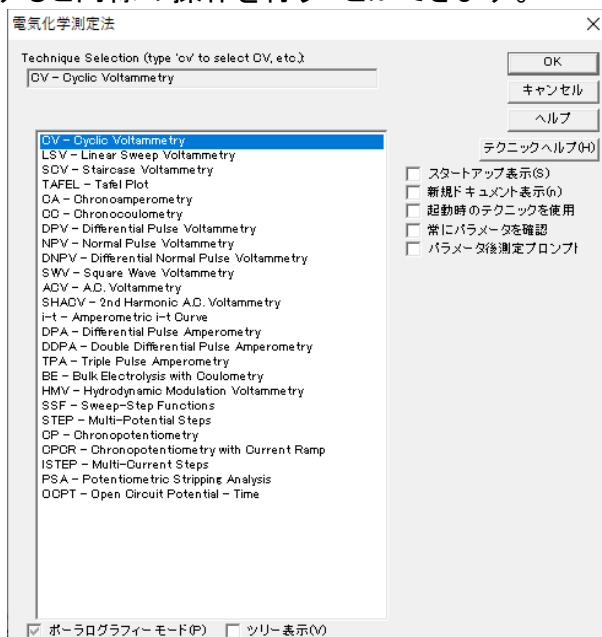 電気化学測定法
Technique Selection (type 'cv' to select CV, etc.):
CV - Cyclic Voltammetry
OK
キャンセル
ヘルプ
テクニックヘルプ(H)
CV - Cyclic Voltammetry
LSV - Linear Sweep Voltammetry
SCV - Staircase Voltammetry
TAFEL - Tafel Plot
CA - Chronoamperometry
CC - Chronocoulometry
DPV - Differential Pulse Voltammetry
NPV - Normal Pulse Voltammetry
DNPV - Differential Normal Pulse Voltammetry
SWV - Square Wave Voltammetry
ACV - A.C. Voltammetry
SHACV - 2nd Harmonic A.C. Voltammetry
i-t - Amperometric i-t Curve
DPA - Differential Pulse Amperometry
DDPA - Double Differential Pulse Amperometry
TPA - Triple Pulse Amperometry
BE - Bulk Electrolysis with Coulometry
HMV - Hydrodynamic Modulation Voltammetry
SSF - Sweep-Step Functions
STEP - Multi-Potential Steps
CP - Chronopotentiometry
CPCR - Chronopotentiometry with Current Ramp
ISTEP - Multi-Current Steps
PSA - Potentiometric Stripping Analysis
OCPT - Open Circuit Potential - Time
スタートアップ表示(S)
新規ドキュメント表示(n)
起動時のテクニックを使用
常にパラメータを確認
パラメータ後測定プロンプト
ポーラログラフィーモード(P)
ツリー表示(V)